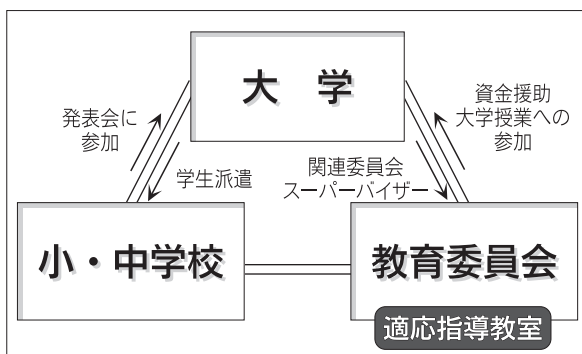 大　学
発表会に
参加
資金援助
大学授業への
参加
学生派遣
関連委員会
スーパーバイザー
小・中学校
教育委員会
適応指導教室